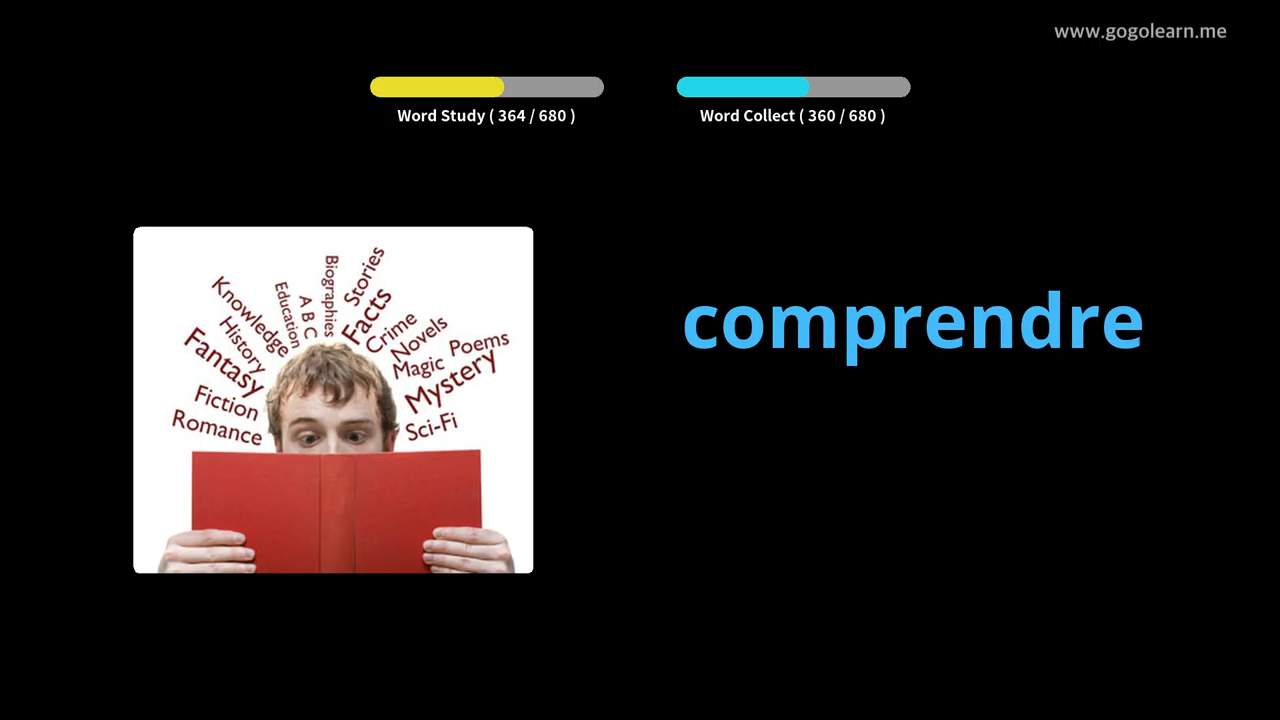 www.gogolearn.me
Word Study ( 364 / 680 )
Word Collect ( 360 / 680 )
Biographies
Stories
Education
A B C
Facts
Knowledge
Crime
History
Novels
Fantasy
Magic
Poems
Mystery
Fiction
Romance
Sci-Fi
comprendre